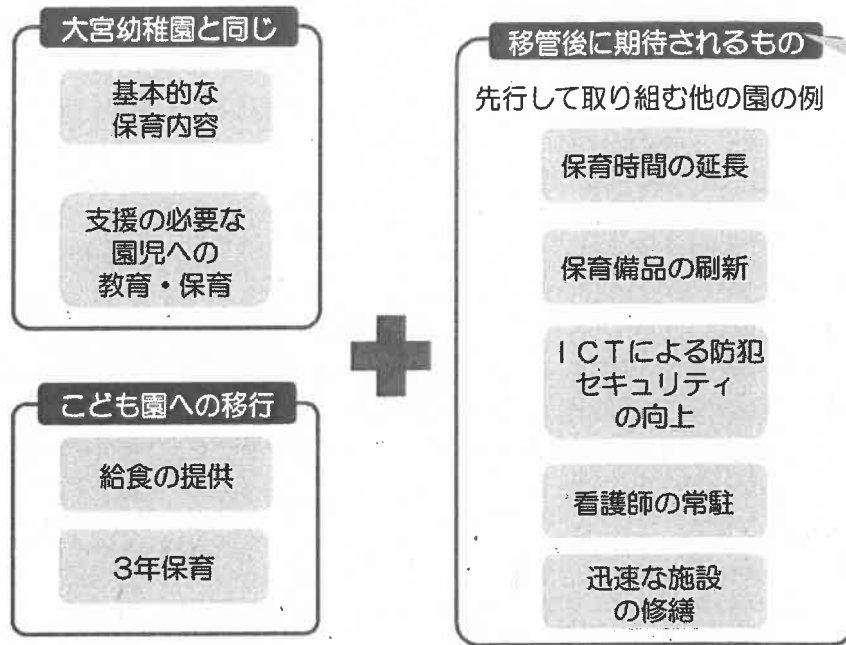 大宮幼稚園と同じ
基本的な
保育内容
支援の必要な
園児への
教育・保育
こども園への移行
給食の提供
3年保育
移管後に期待されるもの
先行して取り組む他の園の例
保育時間の延長
保育備品の刷新
ICTによる防犯
セキュリティ
の向上
看護師の常駐
迅速な施設
の修繕